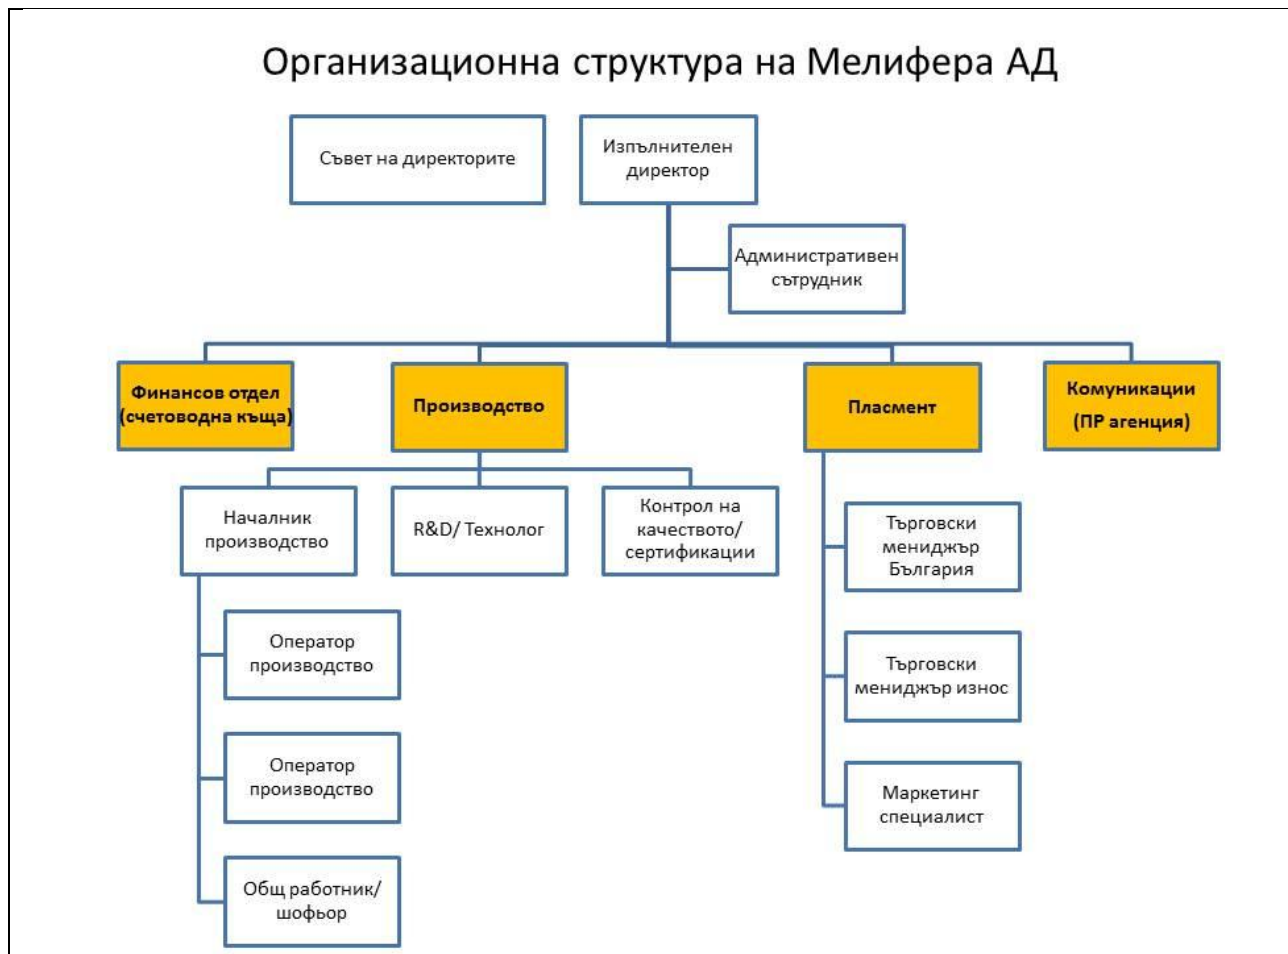 Организационна структура на Мелифера АД
Съвет на директорите
Изпълнителен
директор
Административен
сътрудник
Финансов отдел
(счетоводна къща)
Производство
Пласмент
Комуникации
(ПР агенция)
Началник
производство
R&D/ Технолог
Контрол на
качеството/
сертификации
Търговски
мениджър
България
Оператор
производство
Търговски
мениджър износ
Оператор
производство
Маркетинг
специалист
Общ работник/
шофьор